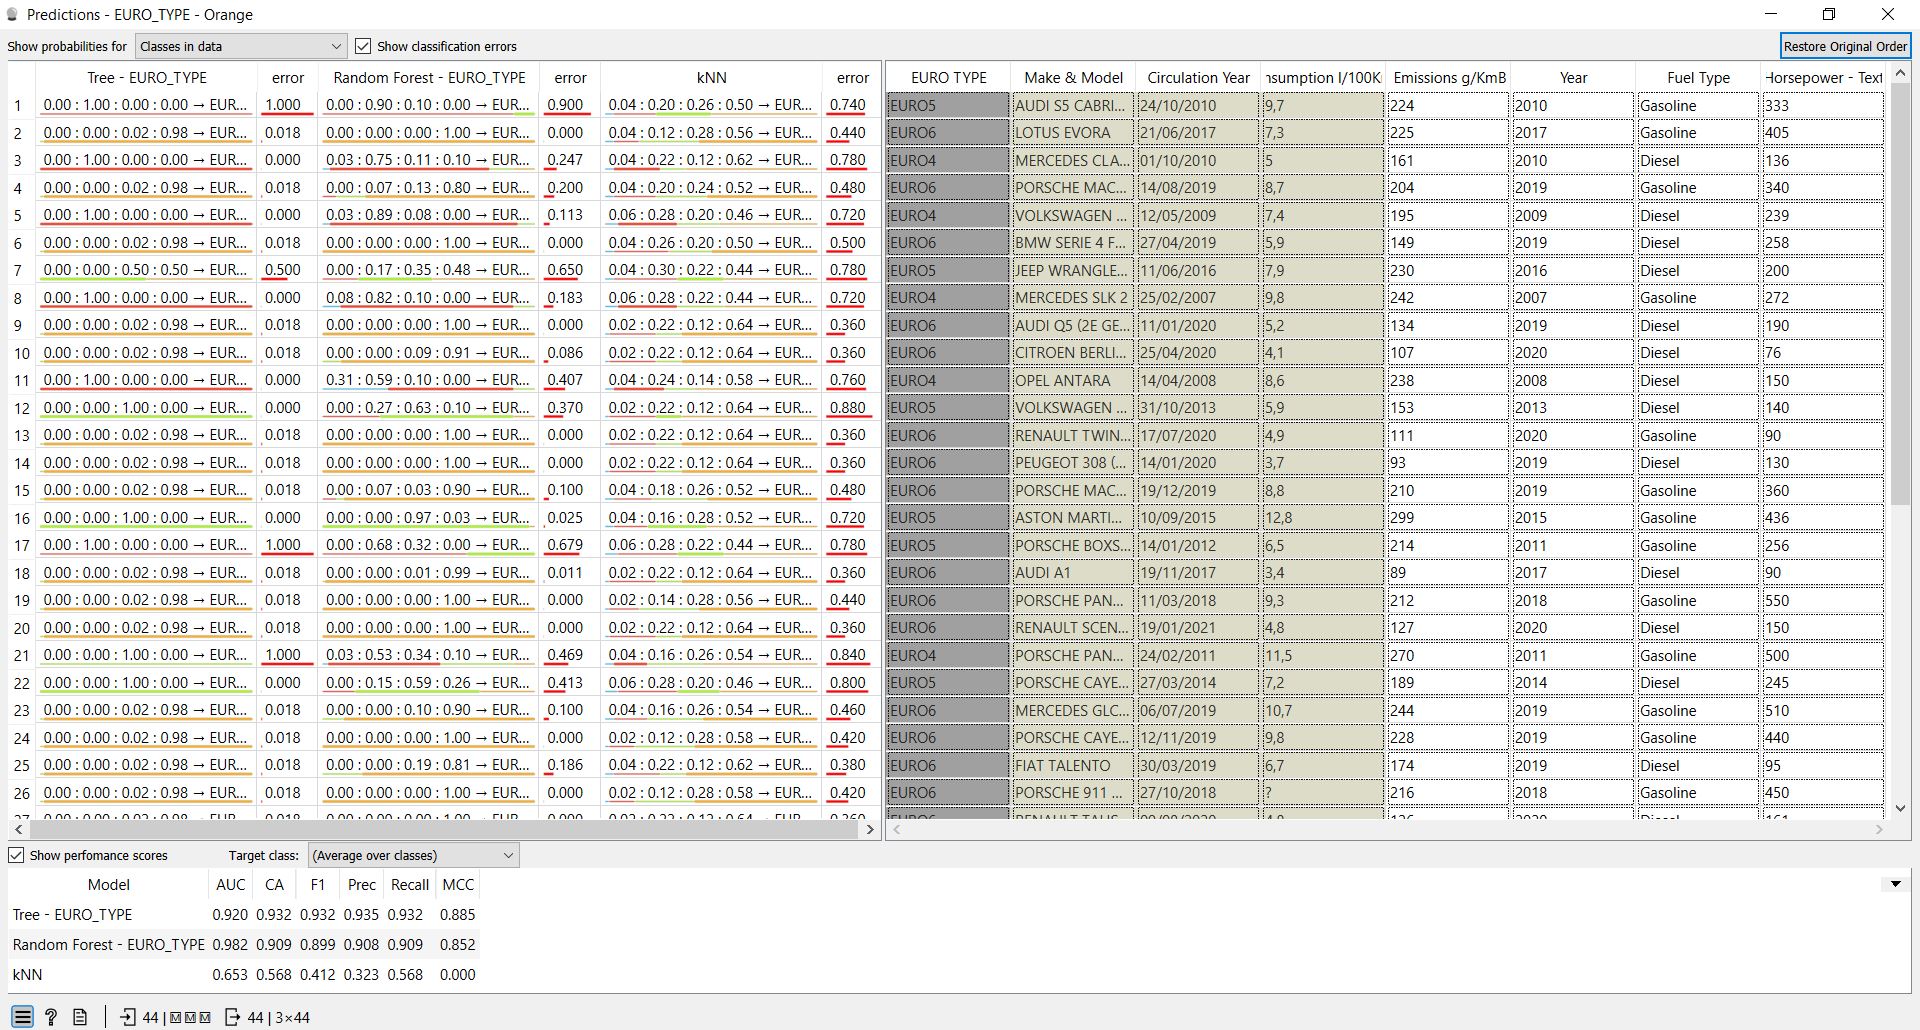 Predictions - EURO_TYPE - Orange
Show probabilities for Classes in data Show classification errors Restore Original Order
Tree - EURO_TYPE error Random Forest - EURO_TYPE error kNN error EURO TYPE Make & Model Circulation Year nsumption l/100K Emissions g/KmB Year Fuel Type Horsepower - Text
1 0.00 : 1.00 : 0.00 : 0.00 → EUR... 1.000 0.00 : 0.90 : 0.10 : 0.00 → EUR... 0.900 0.04 : 0.20 : 0.26 : 0.50 → EUR... 0.740 EURO5 AUDI S5 CABRI... 24/10/2010 9,7 224 2010 Gasoline 333
2 0.00 : 0.00 : 0.02 : 0.98 → EUR... 0.018 0.00 : 0.00 : 0.00 : 1.00 → EUR... 0.000 0.04 : 0.12 : 0.28 : 0.56 → EUR... 0.440 EURO6 LOTUS EVORA 21/06/2017 7,3 225 2017 Gasoline 405
3 0.00 : 1.00 : 0.00 : 0.00 → EUR... 0.000 0.03 : 0.75 : 0.11 : 0.10 → EUR... 0.247 0.04 : 0.22 : 0.12 : 0.62 → EUR... 0.780 EURO4 MERCEDES CLA... 01/10/2010 5 161 2010 Diesel 136
4 0.00 : 0.00 : 0.02 : 0.98 → EUR... 0.018 0.00 : 0.07 : 0.13 : 0.80 → EUR... 0.200 0.04 : 0.20 : 0.24 : 0.52 → EUR... 0.480 EURO6 PORSCHE MAC... 14/08/2019 8,7 204 2019 Gasoline 340
5 0.00 : 1.00 : 0.00 : 0.00 → EUR... 0.000 0.03 : 0.89 : 0.08 : 0.00 → EUR... 0.113 0.06 : 0.28 : 0.20 : 0.46 → EUR... 0.720 EURO4 VOLKSWAGEN ... 12/05/2009 7,4 195 2009 Diesel 239
6 0.00 : 0.00 : 0.02 : 0.98 → EUR... 0.018 0.00 : 0.00 : 0.00 : 1.00 → EUR... 0.000 0.04 : 0.26 : 0.20 : 0.50 → EUR... 0.500 EURO6 BMW SERIE 4 F... 27/04/2019 5,9 149 2019 Diesel 258
7 0.00 : 0.00 : 0.50 : 0.50 → EUR... 0.500 0.00 : 0.17 : 0.35 : 0.48 → EUR... 0.650 0.04 : 0.30 : 0.22 : 0.44 → EUR... 0.780 EURO5 JEEP WRANGLE... 11/06/2016 7,9 230 2016 Diesel 200
8 0.00 : 1.00 : 0.00 : 0.00 → EUR... 0.000 0.08 : 0.82 : 0.10 : 0.00 → EUR... 0.183 0.06 : 0.28 : 0.22 : 0.44 → EUR... 0.720 EURO4 MERCEDES SLK 2 25/02/2007 9,8 242 2007 Gasoline 272
9 0.00 : 0.00 : 0.02 : 0.98 → EUR... 0.018 0.00 : 0.00 : 0.00 : 1.00 → EUR... 0.000 0.02 : 0.22 : 0.12 : 0.64 → EUR... 0.360 EURO6 AUDI Q5 (2E GE... 11/01/2020 5,2 134 2019 Diesel 190
10 0.00 : 0.00 : 0.02 : 0.98 → EUR... 0.018 0.00 : 0.00 : 0.09 : 0.91 → EUR... 0.086 0.02 : 0.22 : 0.12 : 0.64 → EUR... 0.360 EURO6 CITROEN BERLI... 25/04/2020 4,1 107 2020 Diesel 76
11 0.00 : 1.00 : 0.00 : 0.00 → EUR... 0.000 0.31 : 0.59 : 0.10 : 0.00 → EUR... 0.407 0.04 : 0.24 : 0.14 : 0.58 → EUR... 0.760 EURO4 OPEL ANTARA 14/04/2008 8,6 238 2008 Diesel 150
12 0.00 : 0.00 : 1.00 : 0.00 → EUR... 0.000 0.00 : 0.27 : 0.63 : 0.10 → EUR... 0.370 0.02 : 0.22 : 0.12 : 0.64 → EUR... 0.880 EURO5 VOLKSWAGEN ... 31/10/2013 5,9 153 2013 Diesel 140
13 0.00 : 0.00 : 0.02 : 0.98 → EUR... 0.018 0.00 : 0.00 : 0.00 : 1.00 → EUR... 0.000 0.02 : 0.22 : 0.12 : 0.64 → EUR... 0.360 EURO6 RENAULT TWIN... 17/07/2020 4,9 111 2020 Gasoline 90
14 0.00 : 0.00 : 0.02 : 0.98 → EUR... 0.018 0.00 : 0.00 : 0.00 : 1.00 → EUR... 0.000 0.02 : 0.22 : 0.12 : 0.64 → EUR... 0.360 EURO6 PEUGEOT 308 (... 14/01/2020 3,7 93 2019 Diesel 130
15 0.00 : 0.00 : 0.02 : 0.98 → EUR... 0.018 0.00 : 0.07 : 0.03 : 0.90 → EUR... 0.100 0.04 : 0.18 : 0.26 : 0.52 → EUR... 0.480 EURO6 PORSCHE MAC... 19/12/2019 8,8 210 2019 Gasoline 360
16 0.00 : 0.00 : 1.00 : 0.00 → EUR... 0.000 0.00 : 0.00 : 0.97 : 0.03 → EUR... 0.025 0.04 : 0.16 : 0.28 : 0.52 → EUR... 0.720 EURO5 ASTON MARTI... 10/09/2015 12,8 299 2015 Gasoline 436
17 0.00 : 1.00 : 0.00 : 0.00 → EUR... 1.000 0.00 : 0.68 : 0.32 : 0.00 → EUR... 0.679 0.06 : 0.28 : 0.22 : 0.44 → EUR... 0.780 EURO5 PORSCHE BOXS... 14/01/2012 6,5 214 2011 Gasoline 256
18 0.00 : 0.00 : 0.02 : 0.98 → EUR... 0.018 0.00 : 0.00 : 0.01 : 0.99 → EUR... 0.011 0.02 : 0.22 : 0.12 : 0.64 → EUR... 0.360 EURO6 AUDI A1 19/11/2017 3,4 89 2017 Diesel 90
19 0.00 : 0.00 : 0.02 : 0.98 → EUR... 0.018 0.00 : 0.00 : 0.00 : 1.00 → EUR... 0.000 0.02 : 0.14 : 0.28 : 0.56 → EUR... 0.440 EURO6 PORSCHE PAN... 11/03/2018 9,3 212 2018 Gasoline 550
20 0.00 : 0.00 : 0.02 : 0.98 → EUR... 0.018 0.00 : 0.00 : 0.00 : 1.00 → EUR... 0.000 0.02 : 0.22 : 0.12 : 0.64 → EUR... 0.360 EURO6 RENAULT SCEN... 19/01/2021 4,8 127 2020 Diesel 150
21 0.00 : 0.00 : 1.00 : 0.00 → EUR... 1.000 0.03 : 0.53 : 0.34 : 0.10 → EUR... 0.469 0.04 : 0.16 : 0.26 : 0.54 → EUR... 0.840 EURO4 PORSCHE PAN... 24/02/2011 11,5 270 2011 Gasoline 500
22 0.00 : 0.00 : 1.00 : 0.00 → EUR... 0.000 0.00 : 0.15 : 0.59 : 0.26 → EUR... 0.413 0.06 : 0.28 : 0.20 : 0.46 → EUR... 0.800 EURO5 PORSCHE CAYE... 27/03/2014 7,2 189 2014 Diesel 245
23 0.00 : 0.00 : 0.02 : 0.98 → EUR... 0.018 0.00 : 0.00 : 0.10 : 0.90 → EUR... 0.100 0.04 : 0.16 : 0.26 : 0.54 → EUR... 0.460 EURO6 MERCEDES GLC... 06/07/2019 10,7 244 2019 Gasoline 510
24 0.00 : 0.00 : 0.02 : 0.98 → EUR... 0.018 0.00 : 0.00 : 0.00 : 1.00 → EUR... 0.000 0.02 : 0.12 : 0.28 : 0.58 → EUR... 0.420 EURO6 PORSCHE CAYE... 12/11/2019 9,8 228 2019 Gasoline 440
25 0.00 : 0.00 : 0.02 : 0.98 → EUR... 0.018 0.00 : 0.00 : 0.19 : 0.81 → EUR... 0.186 0.04 : 0.22 : 0.12 : 0.62 → EUR... 0.380 EURO6 FIAT TALENTO 30/03/2019 6,7 174 2019 Diesel 95
26 0.00 : 0.00 : 0.02 : 0.98 → EUR... 0.018 0.00 : 0.00 : 0.00 : 1.00 → EUR... 0.000 0.02 : 0.12 : 0.28 : 0.58 → EUR... 0.420 EURO6 PORSCHE 911 ... 27/10/2018 ? 216 2018 Gasoline 450
Show perfomance scores Target class: (Average over classes)
Model AUC CA F1 Prec Recall MCC
Tree - EURO_TYPE 0.920 0.932 0.932 0.935 0.932 0.885
Random Forest - EURO_TYPE 0.982 0.909 0.899 0.908 0.909 0.852
kNN 0.653 0.568 0.412 0.323 0.568 0.000
? 44 | M M M 44 | 3×44